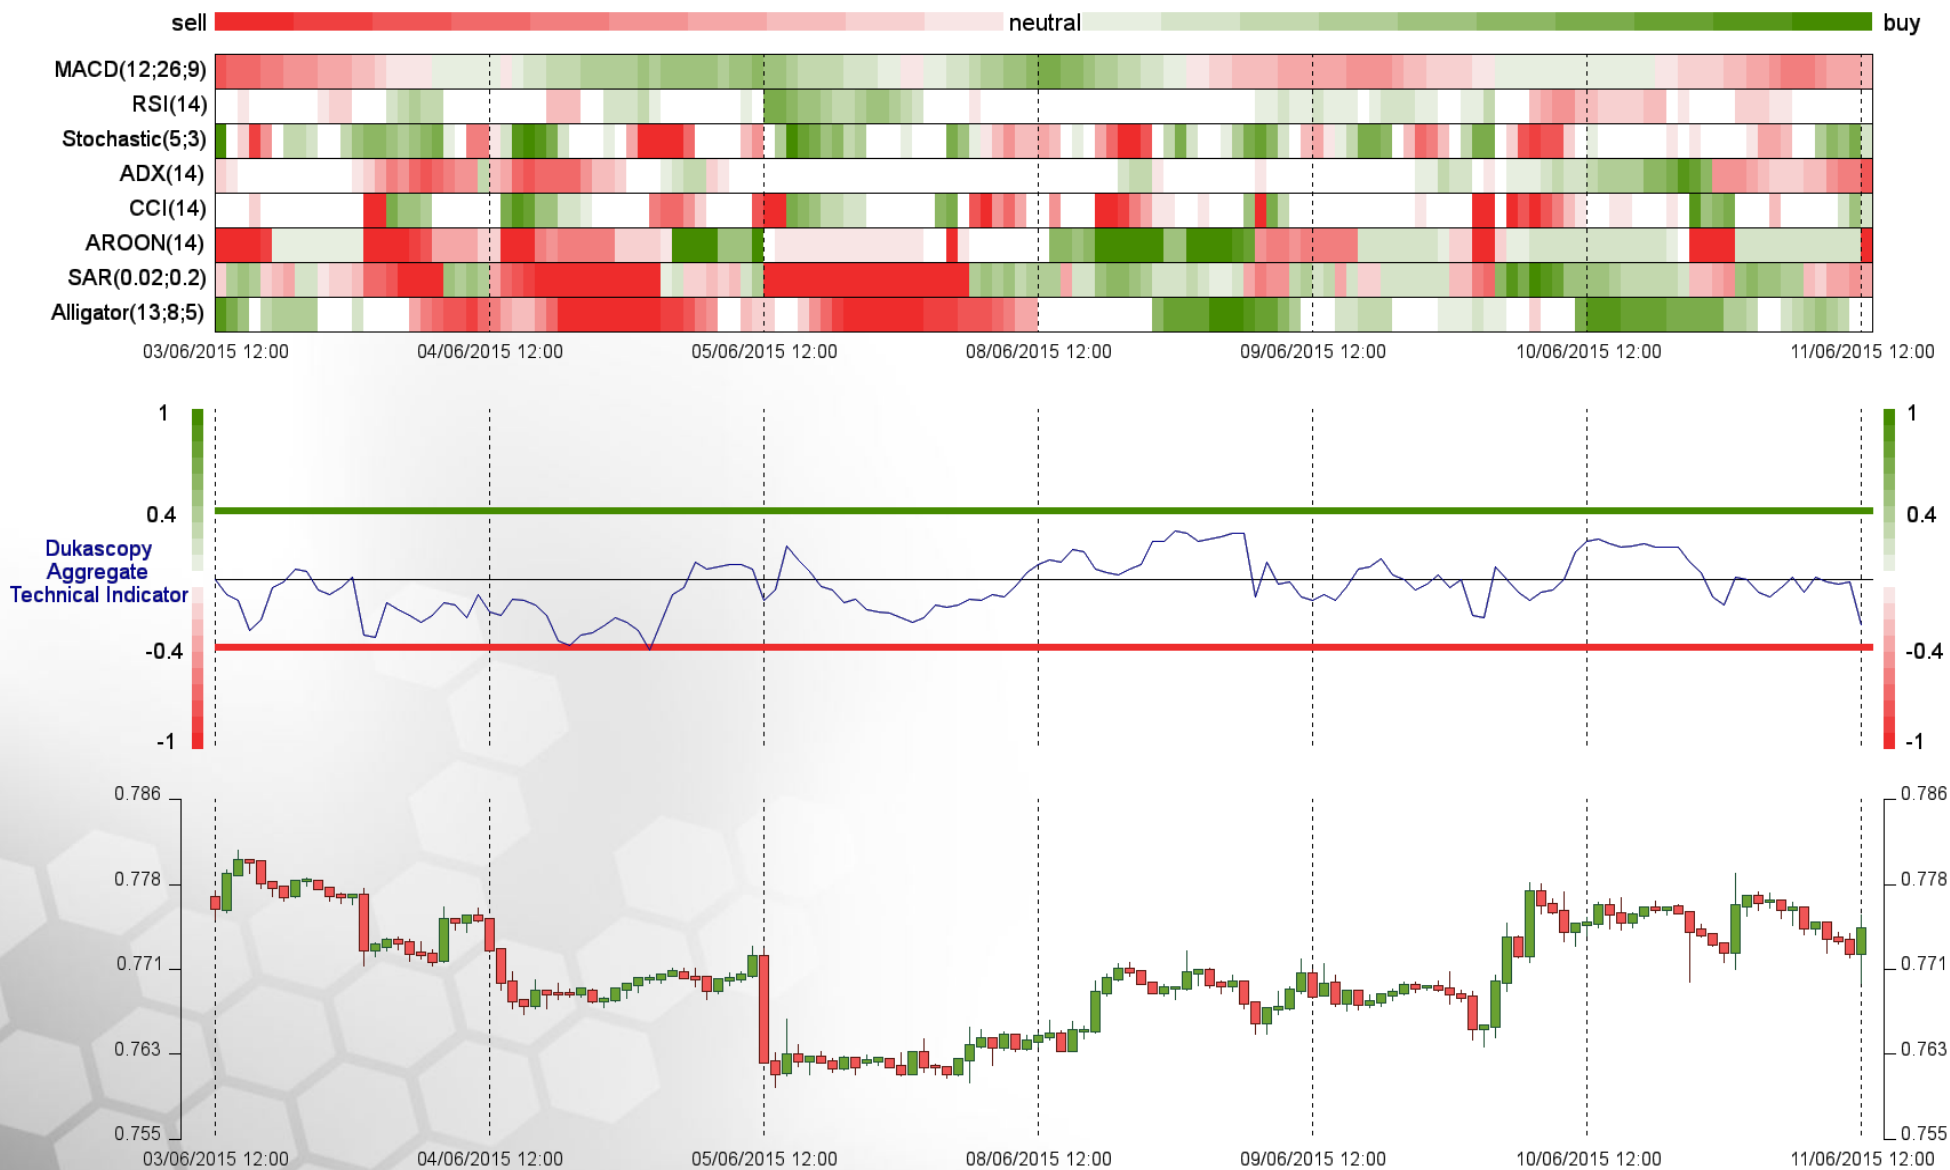 sell neutral buy
MACD(12;26;9)
RSI(14)
Stochastic(5;3)
ADX(14)
CCI(14)
AROON(14)
SAR(0.02;0.2)
Alligator(13;8;5)
03/06/2015 12:00 04/06/2015 12:00 05/06/2015 12:00 08/06/2015 12:00 09/06/2015 12:00 10/06/2015 12:00 11/06/2015 12:00
1 1
0.4 0.4
Dukascopy
Aggregate
Technical Indicator
-0.4 -0.4
-1 -1
0.786 0.786
0.778 0.778
0.771 0.771
0.763 0.763
0.755 0.755
03/06/2015 12:00 04/06/2015 12:00 05/06/2015 12:00 08/06/2015 12:00 09/06/2015 12:00 10/06/2015 12:00 11/06/2015 12:00